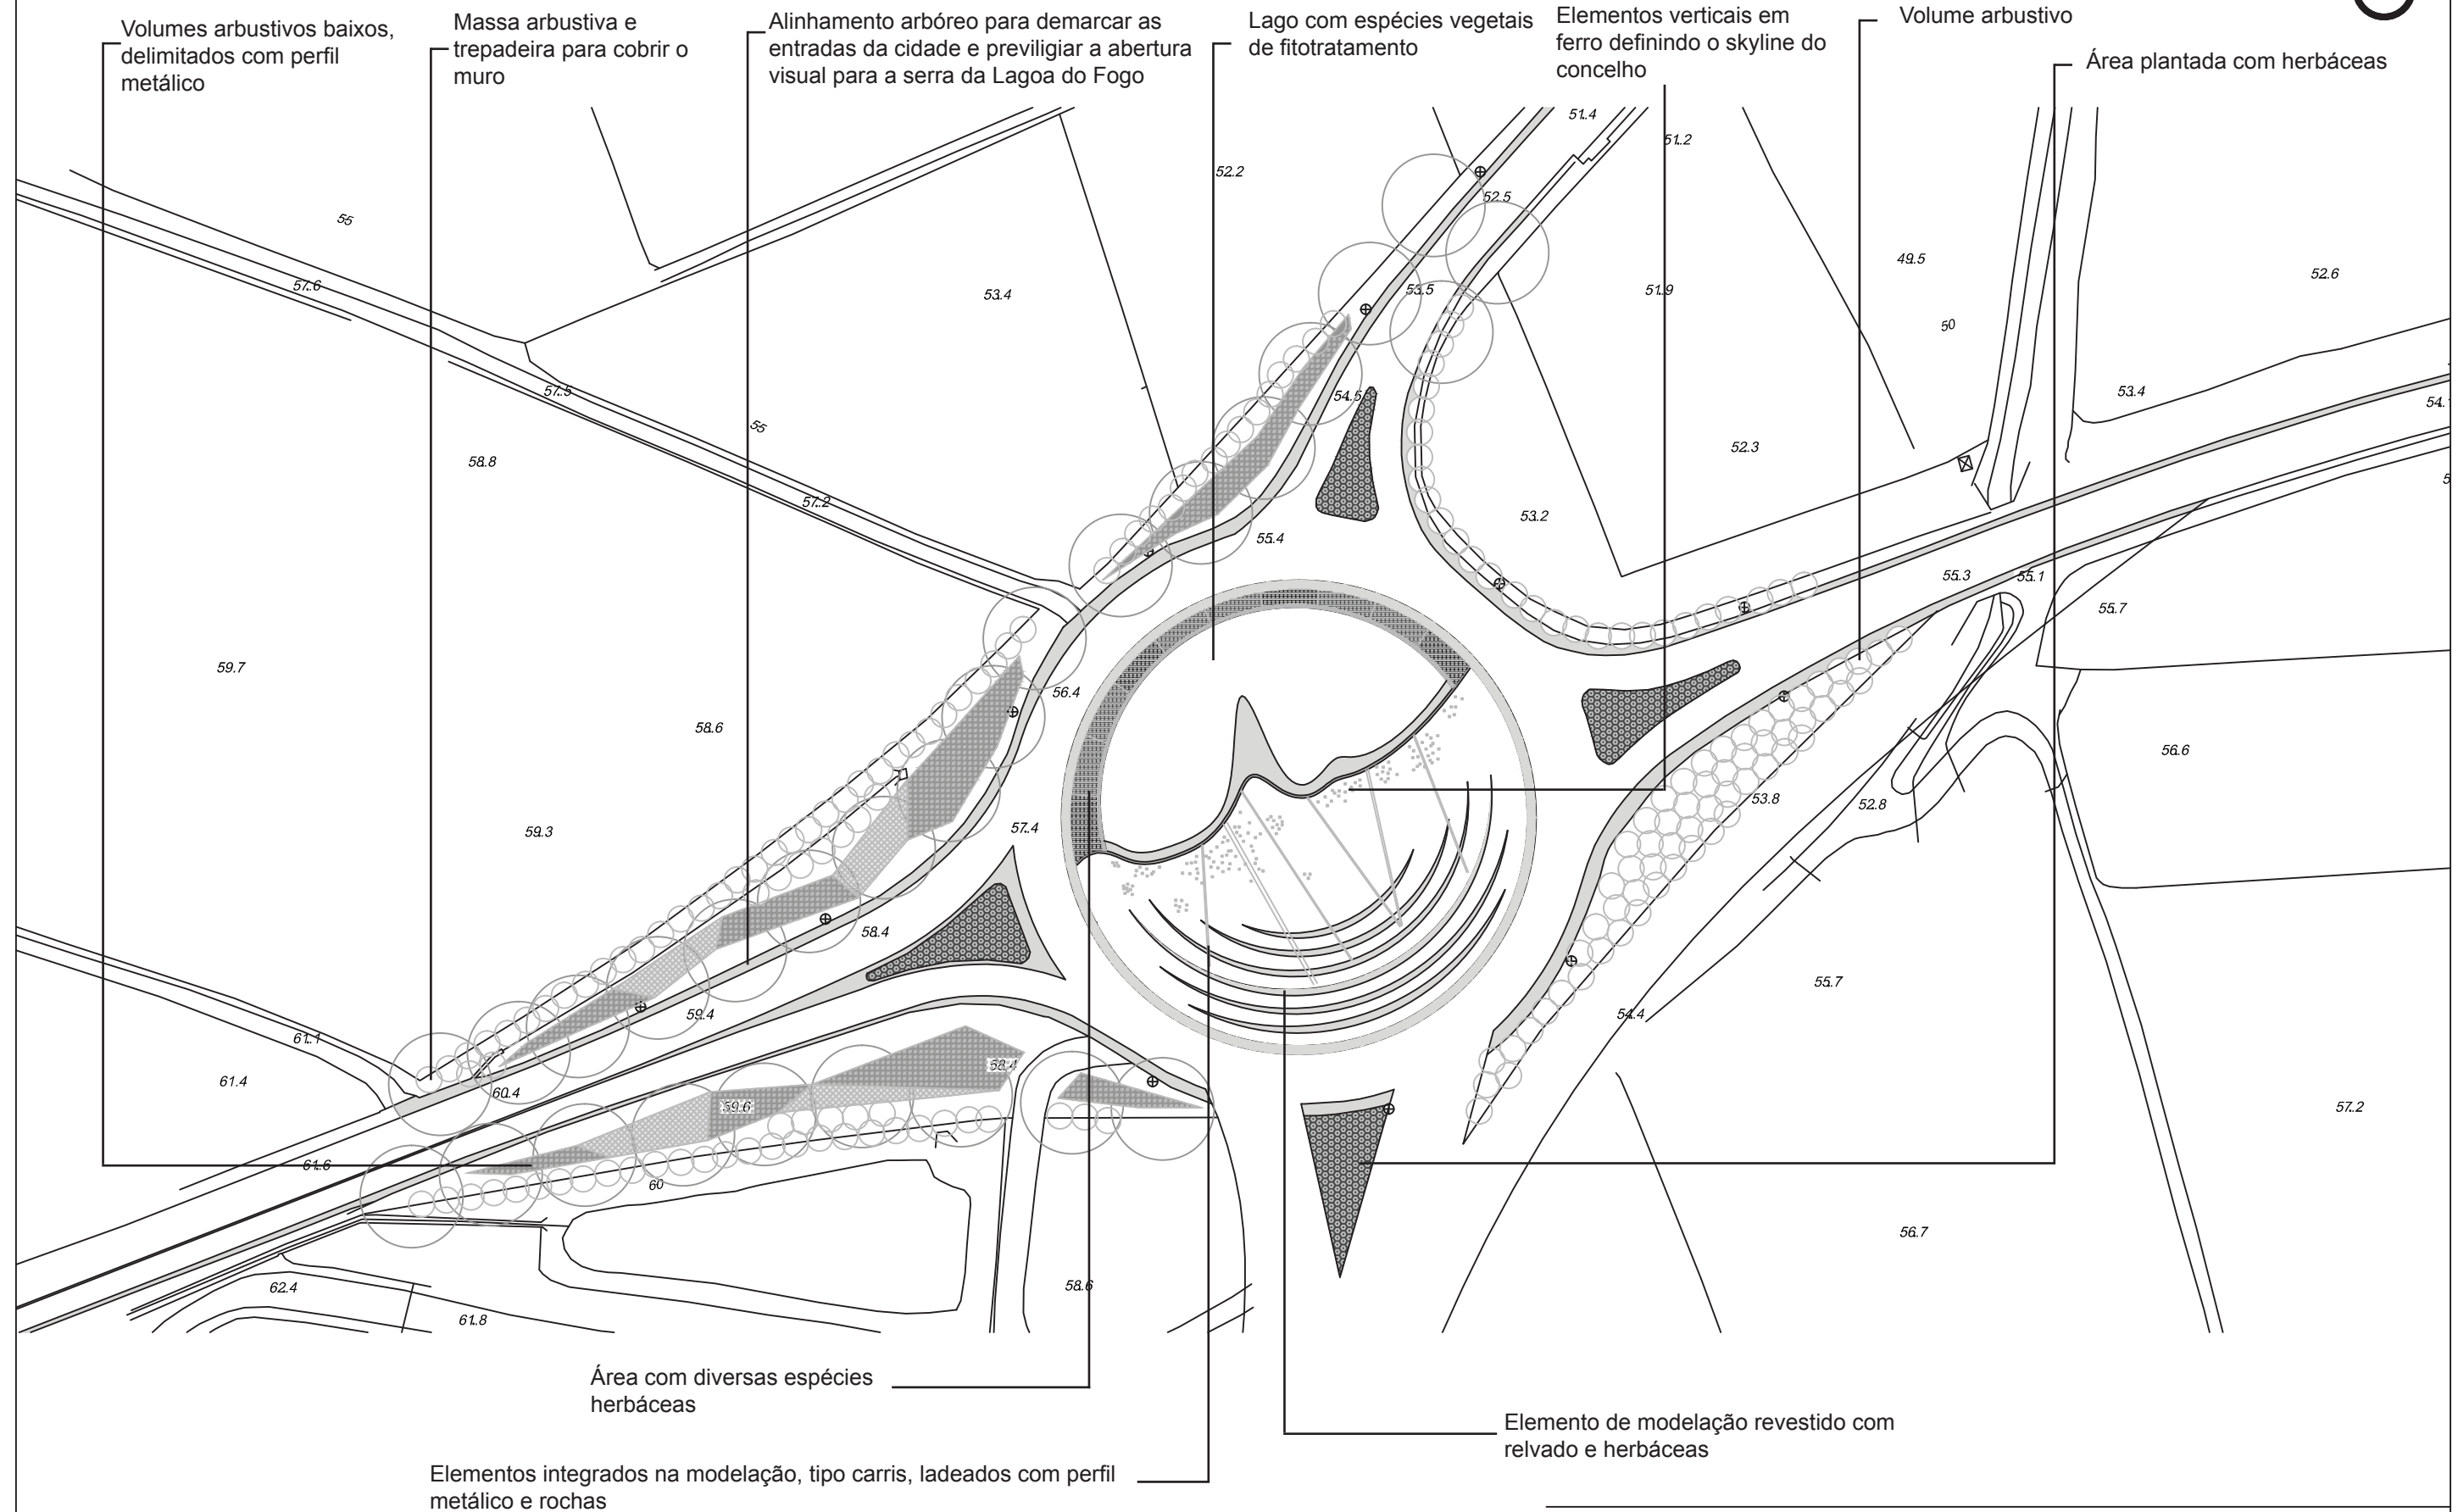 Volumes arbustivos baixos,
delimitados com perfil
metálico
Massa arbustiva e
trepadeira para cobrir o
muro
Alinhamento arbóreo para demarcar as
entradas da cidade e previligiar a abertura
visual para a serra da Lagoa do Fogo
Lago com espécies vegetais
de fitotratamento
Elementos verticais em
ferro definindo o skyline do
concelho
Volume arbustivo
Área plantada com herbáceas
51.4
51.2
52.2
52.5
55
49.5
52.6
57.6
53.4
53.5
51.9
50
57.5
54.5
53.4
55
58.8
52.3
57.2
53.2
55.4
55.3
55.1
55.7
59.7
56.4
58.6
56.6
53.8
52.8
59.3
57.4
58.4
55.7
59.4
54.4
61.1
58.4
61.4
60.4
59.6
57.2
61.6
60
56.7
62.4
58.6
61.8
Área com diversas espécies
herbáceas
Elemento de modelação revestido com
relvado e herbáceas
Elementos integrados na modelação, tipo carris, ladeados com perfil
metálico e rochas